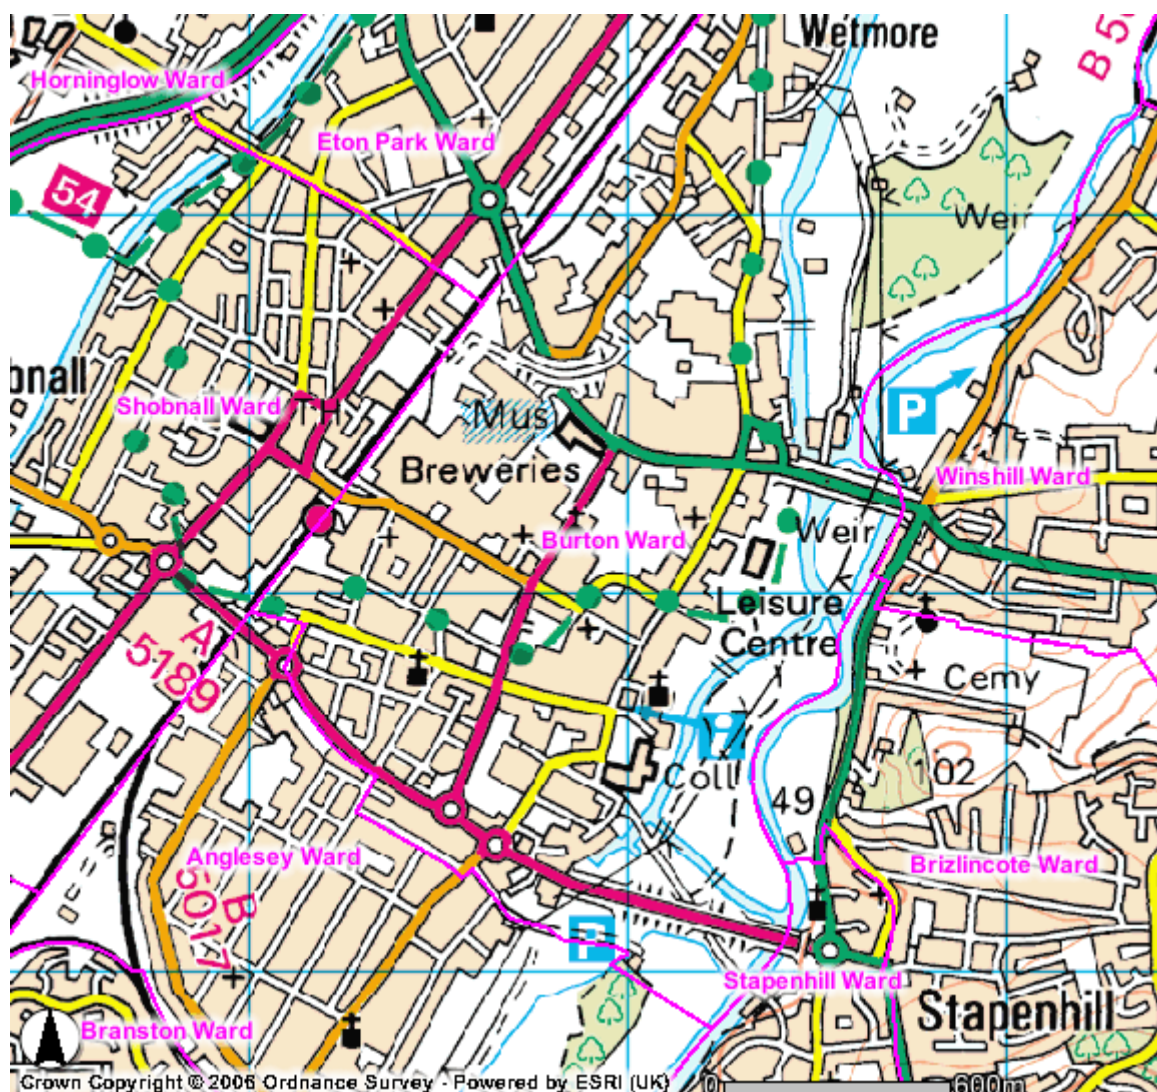 Wetmore
B 50
Horninglow Ward
Eton Park Ward
54
Weir
P
Shobnall Ward
TH
Mus
Breweries
Winshill Ward
Burton Ward
Weir
Leisure
Centre
A
5189
Cemy
Coll
102
49
Anglesey Ward
Brizlincote Ward
B
5017
P
Stapenhill Ward
Stapenhill
Branston Ward
Crown Copyright © 2006 Ordnance Survey - Powered by ESRI (UK)
0 600m